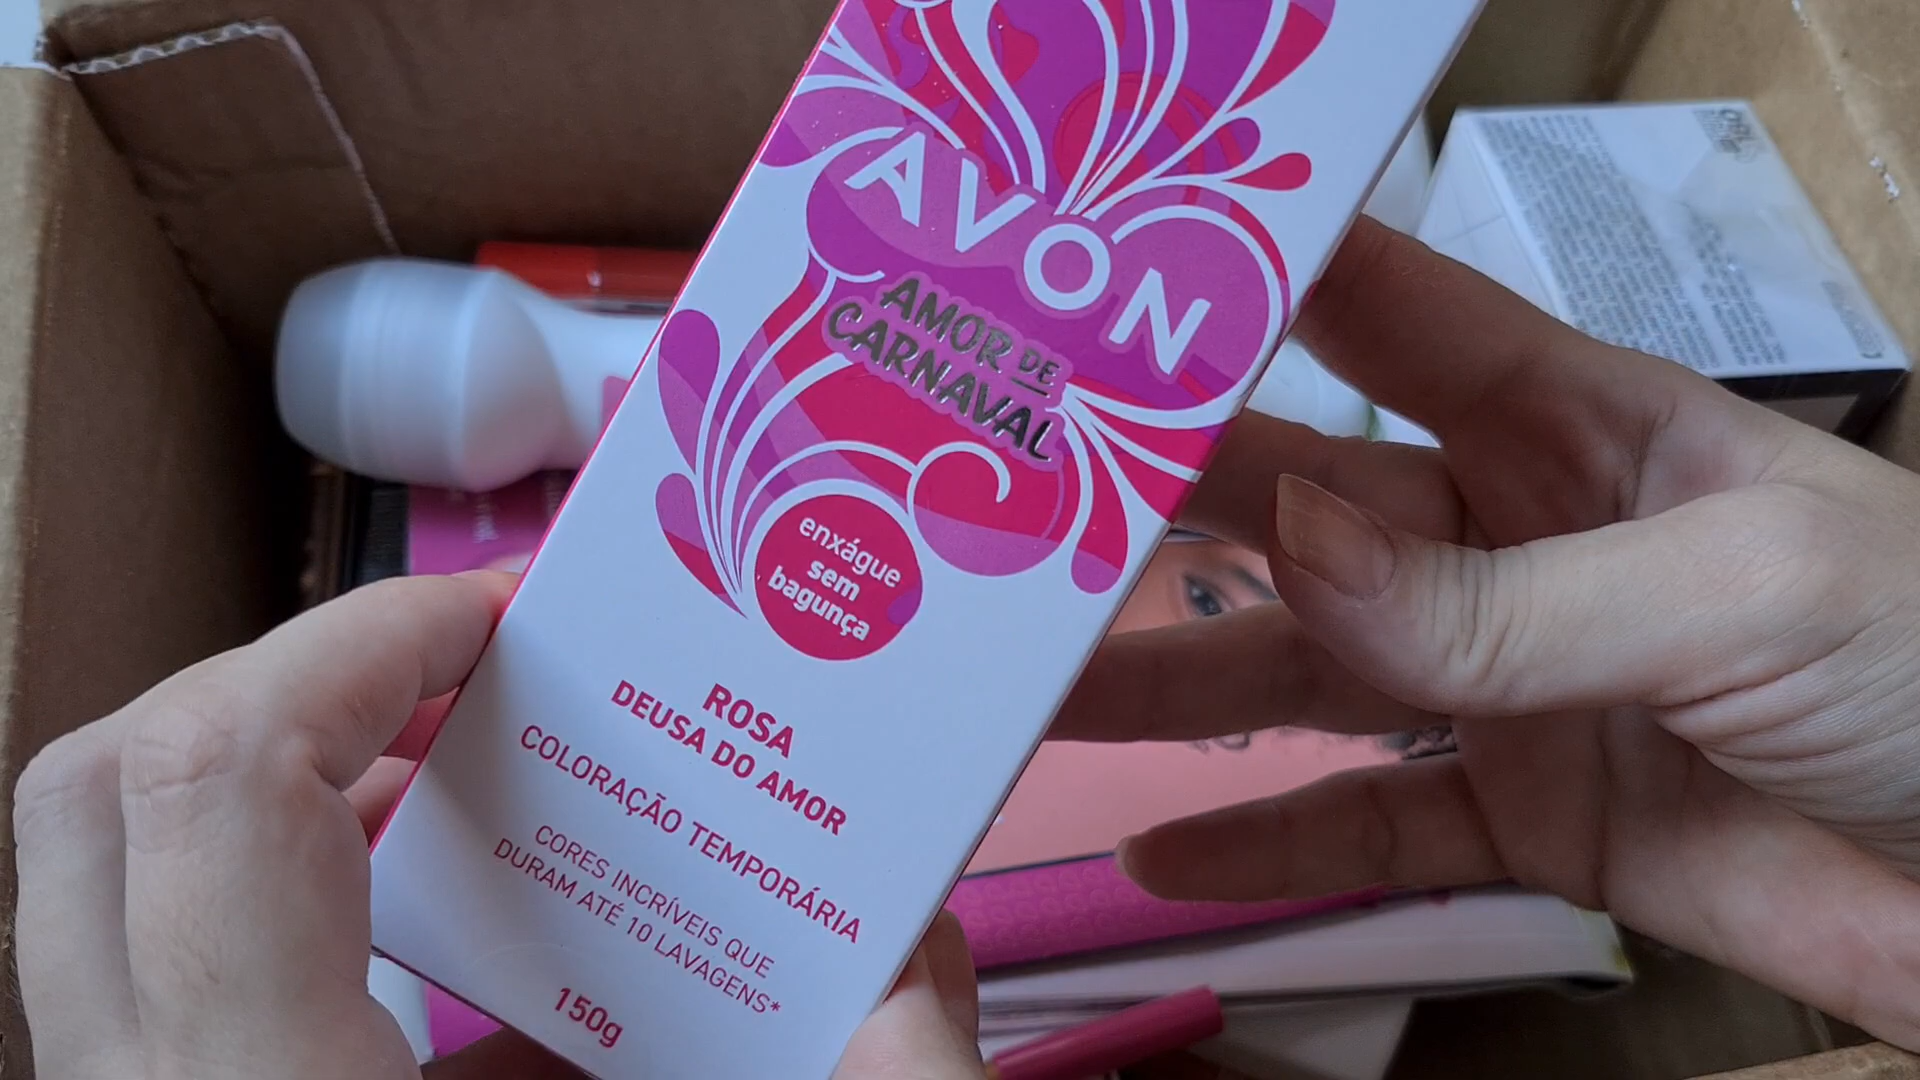 AVON
AMOR DE
CARNAVAL
enxágue
sem
bagunça
ROSA
DEUSA DO AMOR
COLORAÇÃO TEMPORÁRIA
CORES INCRÍVEIS QUE
DURAM ATÉ 10 LAVAGENS*
150g